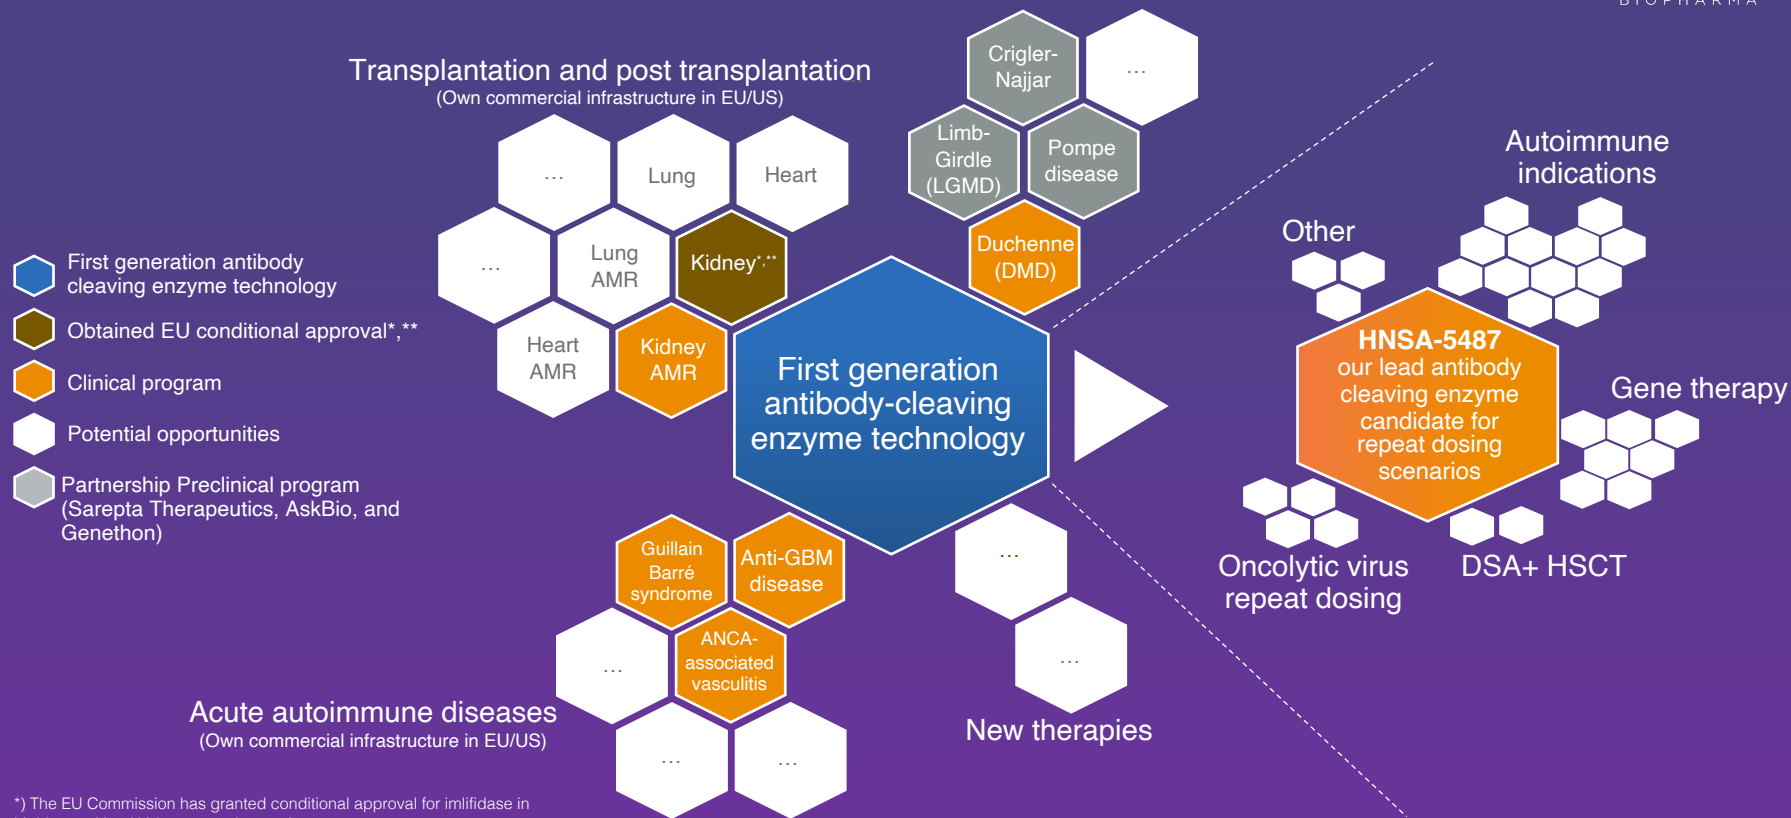 BIOPHARMA
Transplantation and post transplantation
(Own commercial infrastructure in EU/US)
...
Lung
Heart
...
Lung
AMR
Kidney*,**
Heart
AMR
Kidney
AMR
Crigler-
Najjar
...
Limb-
Girdle
(LGMD)
Pompe
disease
Duchenne
(DMD)
First generation antibody
cleaving enzyme technology
Obtained EU conditional approval*,**
Clinical program
Potential opportunities
Partnership Preclinical program
(Sarepta Therapeutics, AskBio, and
Genethon)
First generation
antibody-cleaving
enzyme technology
Guillain
Barré
syndrome
Anti-GBM
disease
...
ANCA-
associated
vasculitis
...
...
Acute autoimmune diseases
(Own commercial infrastructure in EU/US)
...
...
New therapies
Autoimmune
indications
Other
HNSA-5487
our lead antibody
cleaving enzyme
candidate for
repeat dosing
scenarios
Gene therapy
Oncolytic virus
repeat dosing
DSA+ HSCT
*) The EU Commission has granted conditional approval for imlifidase in